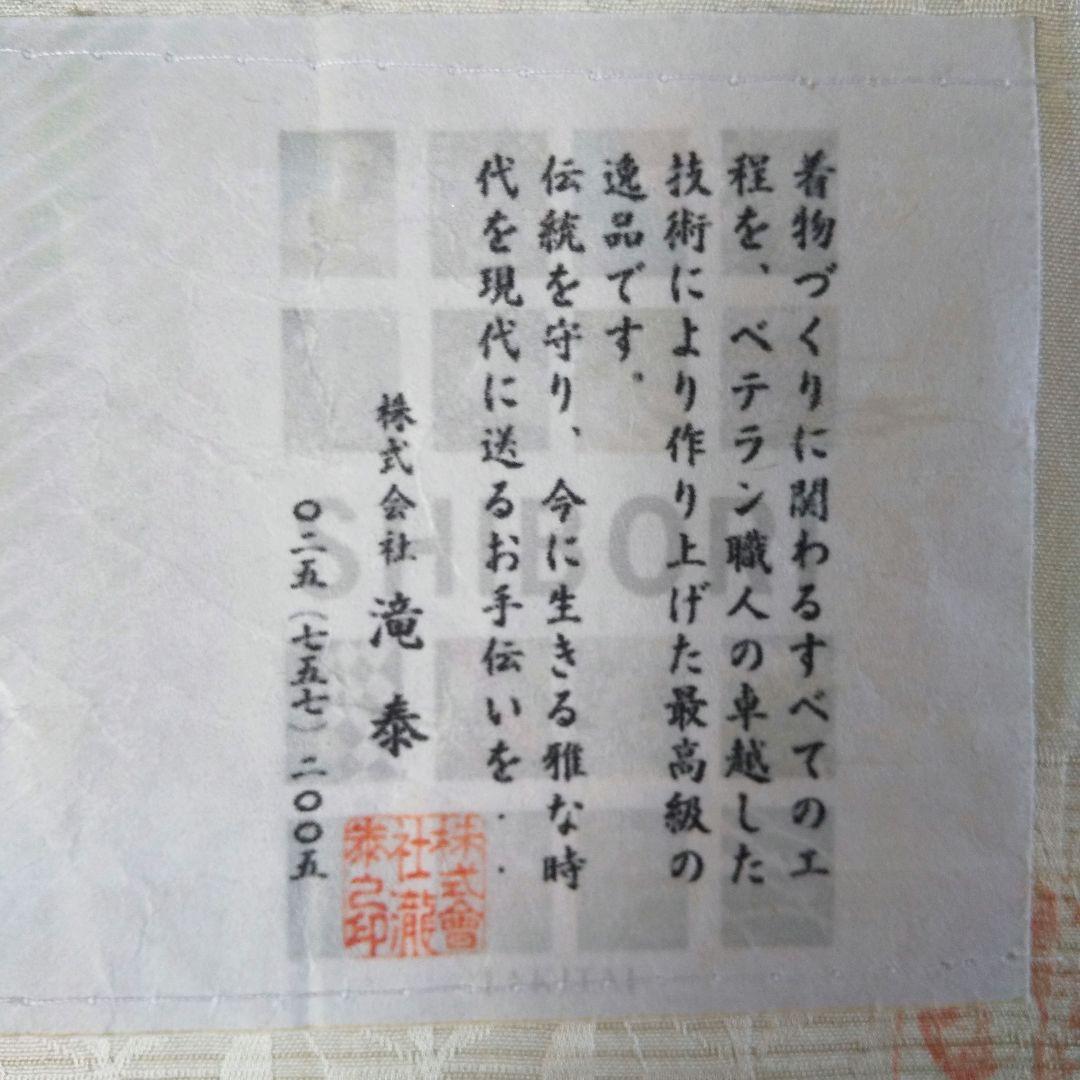 着物づくりに関わるすべての工
程を、ベテラン職人の卓越した
技術により作り上げた最高級の
逸品です。
伝統を守り、今に生きる雅な時
代を現代に送るお手伝いを・・
株式会社 滝泰
〇二五(七五七)二〇〇五
株式會
社瀧
泰之印
SHIBORI
TAKITAI